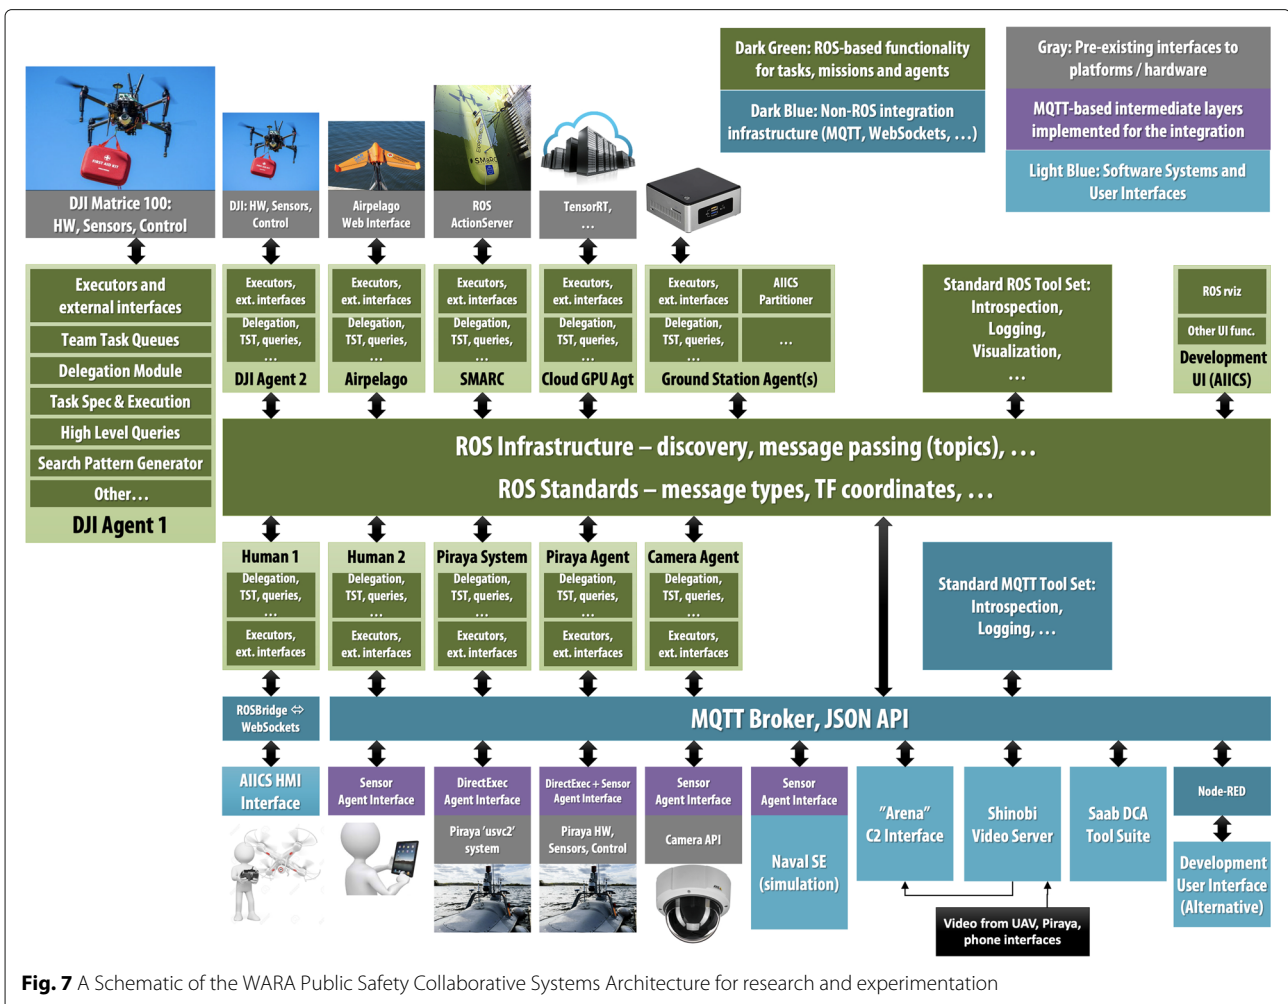 Dark Green: ROS-based functionality
for tasks, missions and agents
Dark Blue: Non-ROS integration
infrastructure (MQTT, WebSockets, …)
Gray: Pre-existing interfaces to
platforms / hardware
MQTT-based intermediate layers
implemented for the integration
Light Blue: Software Systems and
User Interfaces
FIRST AID KIT
SMaRC
DJI Matrice 100:
HW, Sensors, Control
DJI: HW, Sensors,
Control
Airpelago
Web Interface
ROS
ActionServer
TensorRT,
…
Executors and
external interfaces
Team Task Queues
Delegation Module
Task Spec & Execution
High Level Queries
Search Pattern Generator
Other…
DJI Agent 1
Executors,
ext. interfaces
Delegation,
TST, queries,
…
DJI Agent 2
Executors,
ext. interfaces
Delegation,
TST, queries,
…
Airpelago
Executors,
ext. interfaces
Delegation,
TST, queries,
…
SMARC
Executors,
ext. interfaces
Delegation,
TST, queries,
…
Cloud GPU Agt
Executors,
ext. interfaces
AIICS
Partitioner
Delegation,
TST, queries,
…
…
Ground Station Agent(s)
Standard ROS Tool Set:
Introspection,
Logging,
Visualization,
…
ROS rviz
Other UI func.
Development
UI (AIICS)
ROS Infrastructure – discovery, message passing (topics), …
ROS Standards – message types, TF coordinates, …
Human 1
Delegation,
TST, queries,
…
Executors,
ext. interfaces
Human 2
Delegation,
TST, queries,
…
Executors,
ext. interfaces
Piraya System
Delegation,
TST, queries,
…
Executors,
ext. interfaces
Piraya Agent
Delegation,
TST, queries,
…
Executors,
ext. interfaces
Camera Agent
Delegation,
TST, queries,
…
Executors,
ext. interfaces
Standard MQTT Tool Set:
Introspection,
Logging, …
ROSBridge ⇔
WebSockets
MQTT Broker, JSON API
AIICS HMI
Interface
Sensor
Agent Interface
DirectExec
Agent Interface
Piraya ‘usvc2’
system
DirectExec + Sensor
Agent Interface
Piraya HW,
Sensors, Control
Sensor
Agent Interface
Camera API
Sensor
Agent Interface
Naval SE
(simulation)
”Arena”
C2 Interface
Shinobi
Video Server
Saab DCA
Tool Suite
Node-RED
Development
User Interface
(Alternative)
Video from UAV, Piraya,
phone interfaces
Fig. 7 A Schematic of the WARA Public Safety Collaborative Systems Architecture for research and experimentation